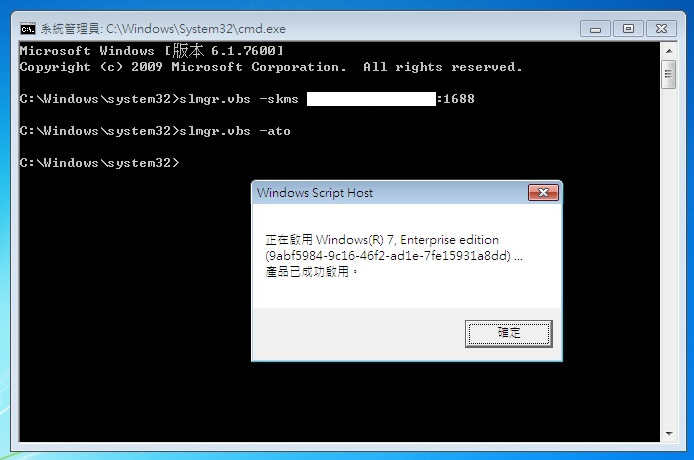 系統管理員: C:\Windows\System32\cmd.exe
Microsoft Windows [版本 6.1.7600]
Copyright (c) 2009 Microsoft Corporation.  All rights reserved.
C:\Windows\system32>slmgr.vbs -skms :1688
C:\Windows\system32>slmgr.vbs -ato
C:\Windows\system32>
Windows Script Host
正在啟用 Windows(R) 7, Enterprise edition
(9abf5984-9c16-46f2-ad1e-7fe15931a8dd) ...
產品已成功啟用。
確定